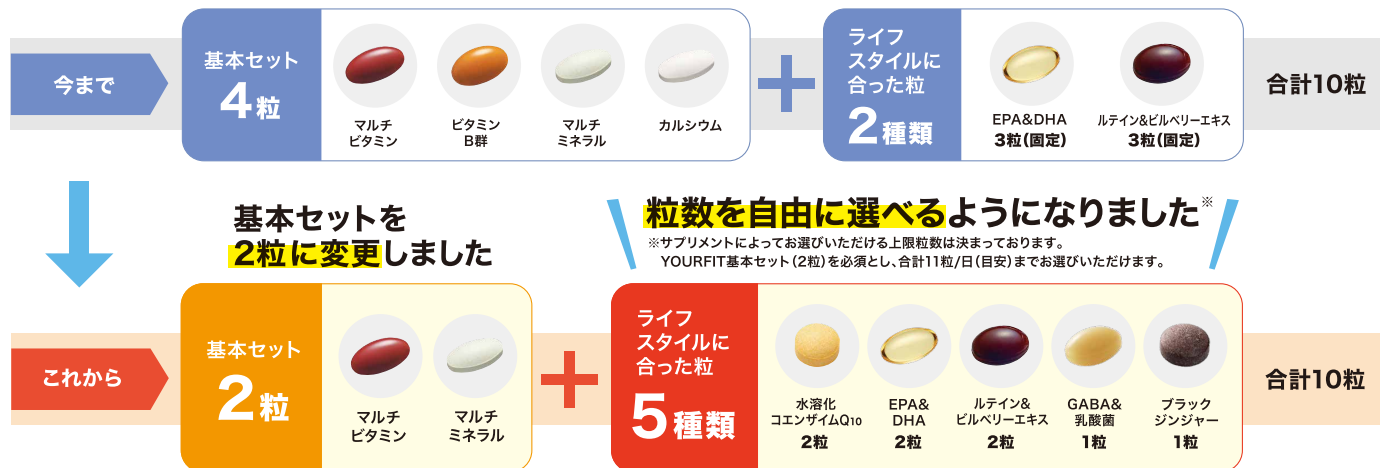 今まで
基本セット
4粒
マルチ
ビタミン
ビタミン
B群
マルチ
ミネラル
カルシウム
+
ライフ
スタイルに
合った粒
2種類
EPA&DHA
3粒(固定)
ルテイン&ビルベリーエキス
3粒(固定)
合計10粒
基本セットを
2粒に変更しました
粒数を自由に選べるようになりました※
※サプリメントによってお選びいただける上限粒数は決まっております。
YOURFIT基本セット(2粒)を必須とし、合計11粒/日(目安)までお選びいただけます。
これから
基本セット
2粒
マルチ
ビタミン
マルチ
ミネラル
+
ライフ
スタイルに
合った粒
5種類
水溶化
コエンザイムQ10
2粒
EPA&
DHA
2粒
ルテイン&
ビルベリーエキス
2粒
GABA&
乳酸菌
1粒
ブラック
ジンジャー
1粒
合計10粒